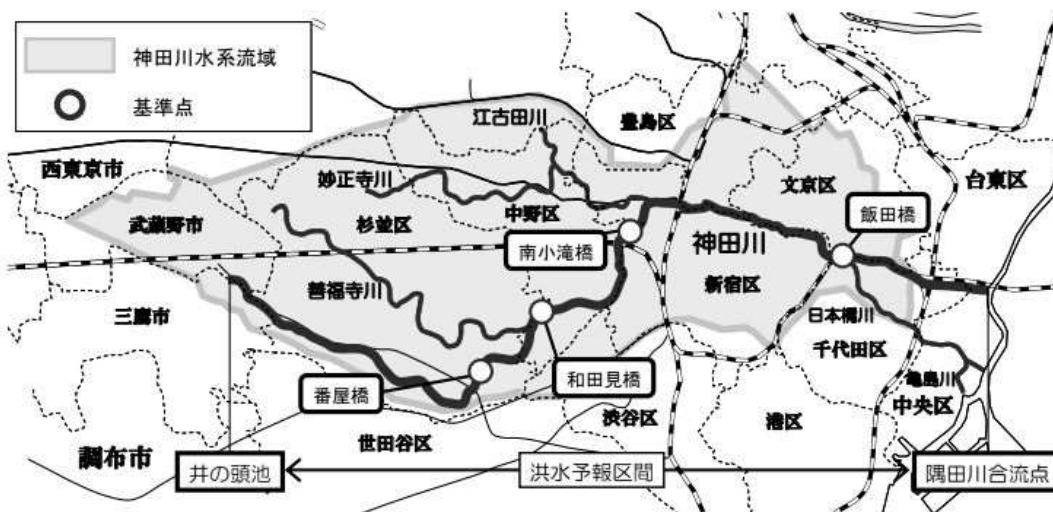 神田川水系流域
基準点
江古田川
豊島区
西東京市
妙正寺川
文京区
台東区
武蔵野市
杉並区
中野区
飯田橋
南小滝橋
神田川
善福寺川
新宿区
三鷹市
日本橋川
千代田区
番屋橋
和田見橋
亀島川
中央区
渋谷区
港区
世田谷区
調布市
井の頭池
洪水予報区間
隅田川合流点